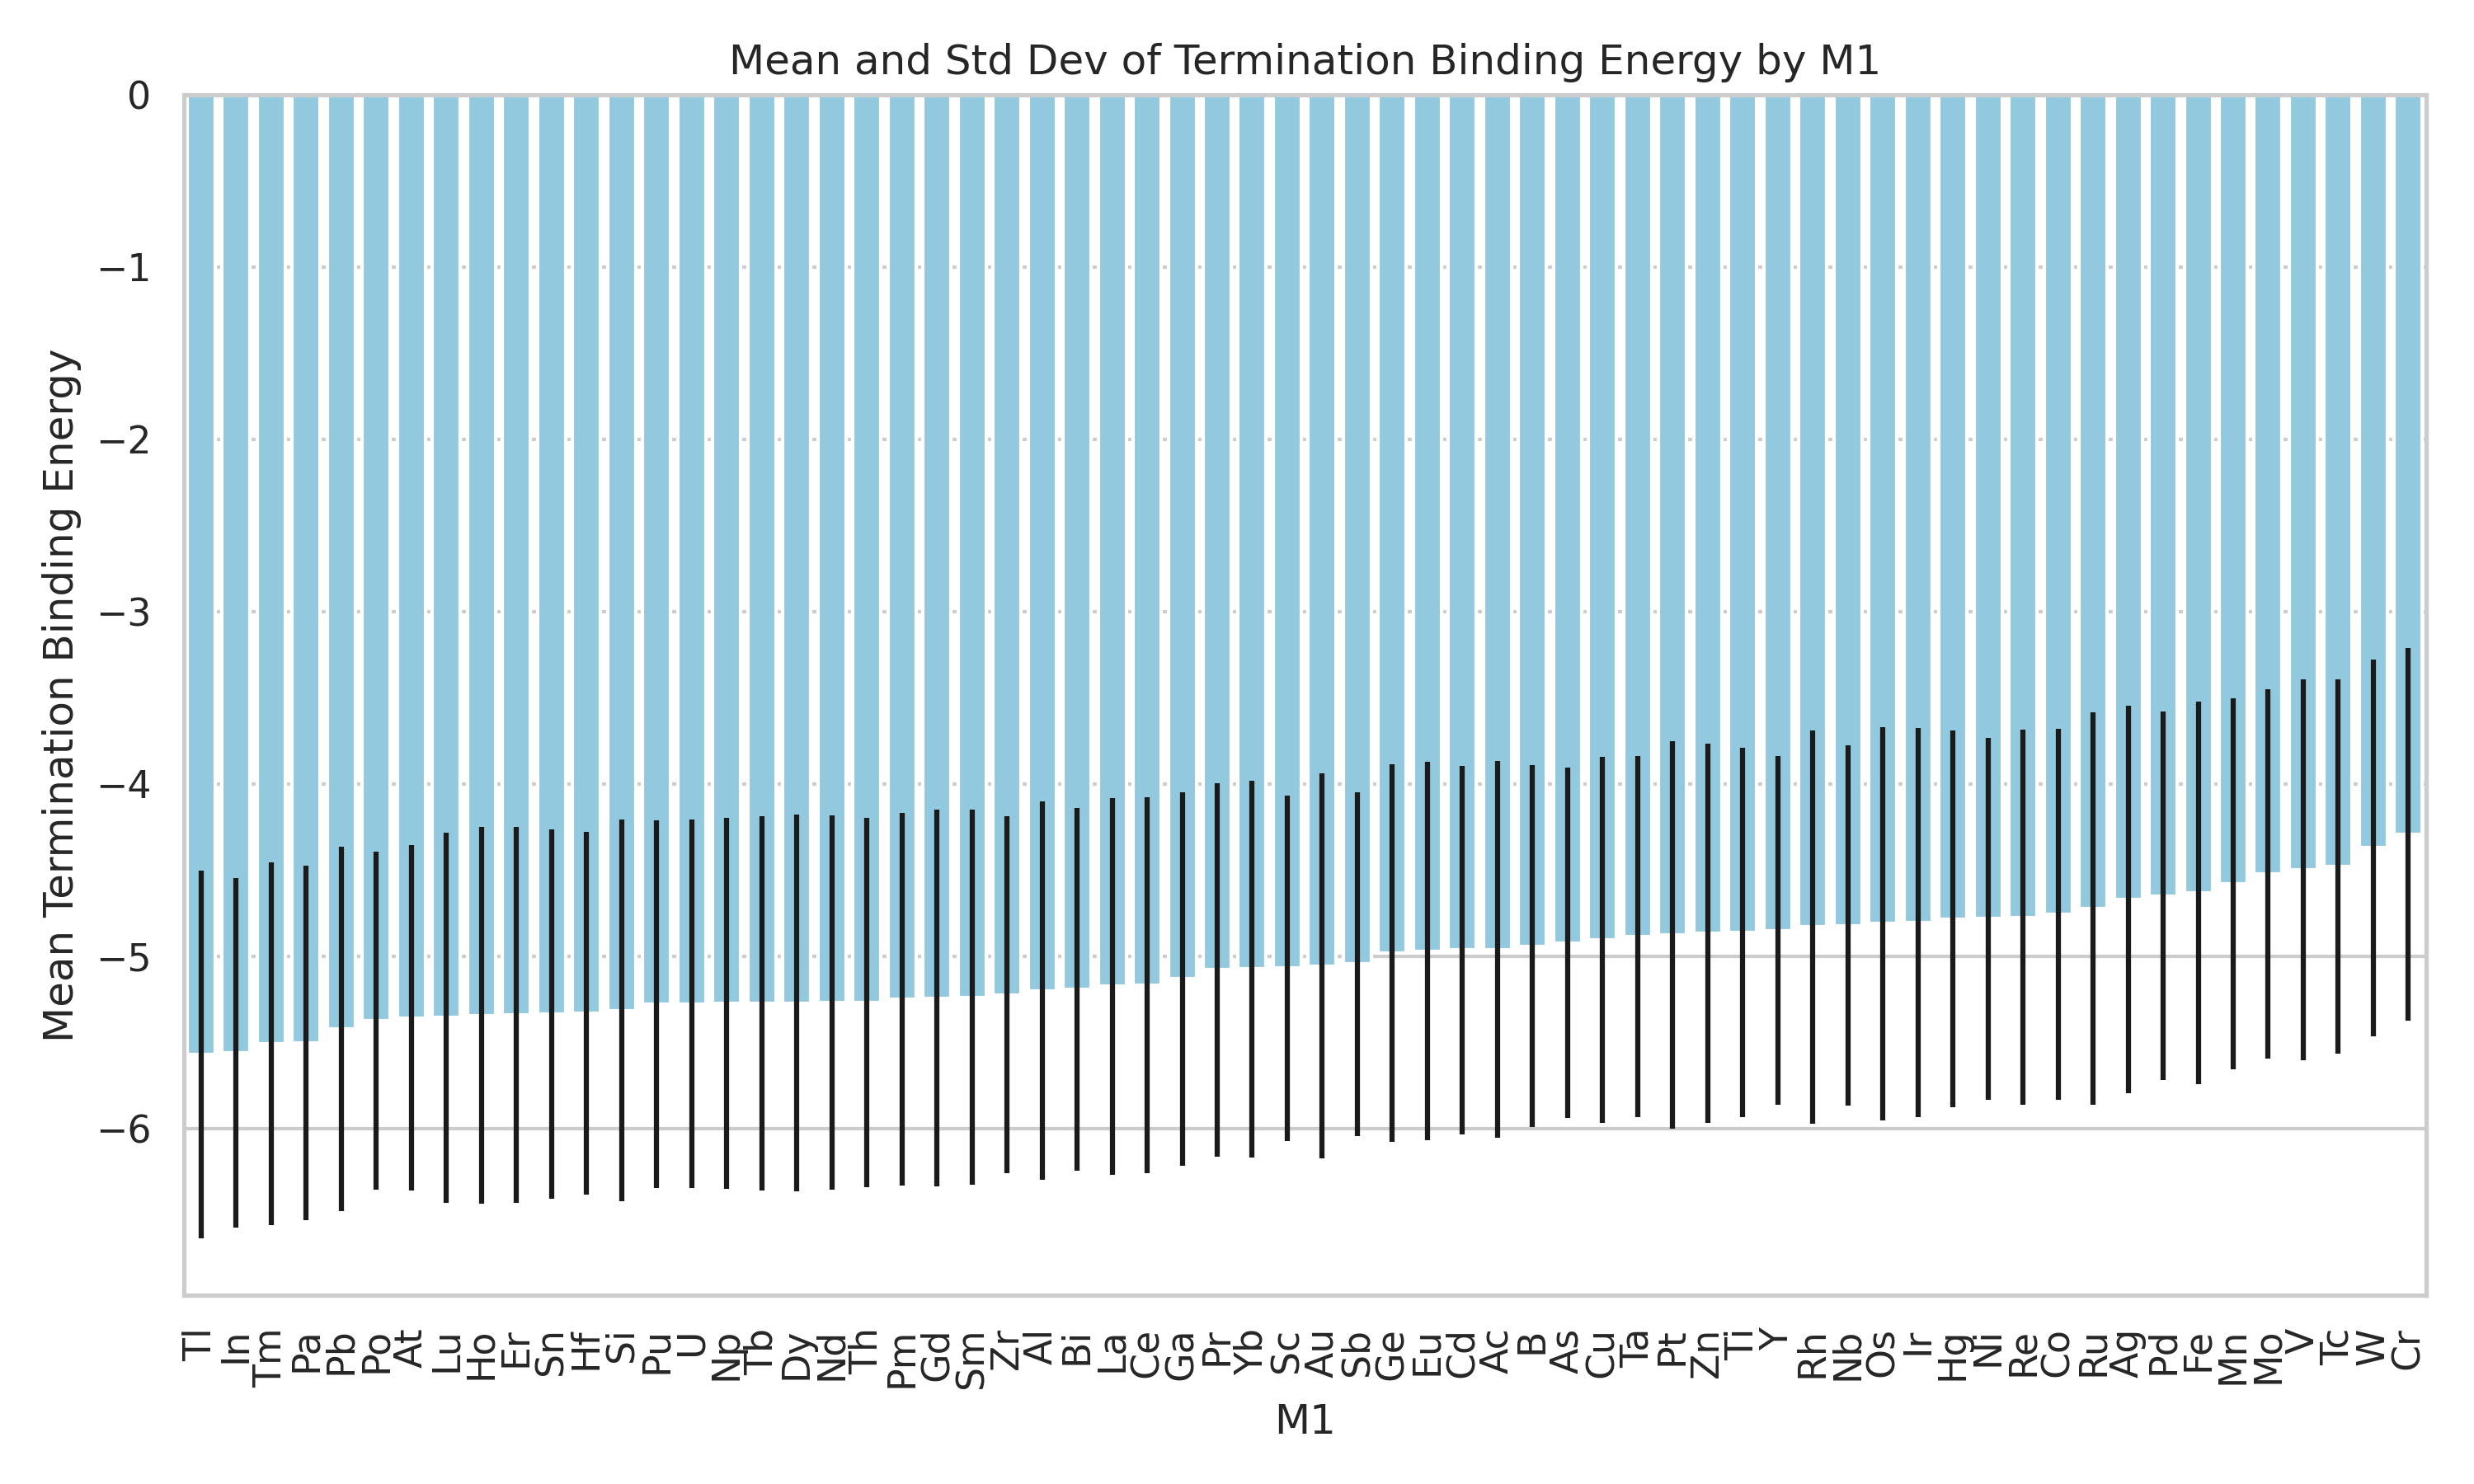 Mean and Std Dev of Termination Binding Energy by M1
Mean Termination Binding Energy
0
−1
−2
−3
−4
−5
−6
Tl In Tm Pa Pb Po At Lu Ho Er Sn Hf Si Pu U Np Tb Dy Nd Th Pm Gd Sm Zr Al Bi La Ce Ga Pr Yb Sc Au Sb Ge Eu Cd Ac B As Cu Ta Pt Zn Ti Y Rh Nb Os Ir Hg Ni Re Co Ru Ag Pd Fe Mn Mo V Tc W Cr
M1